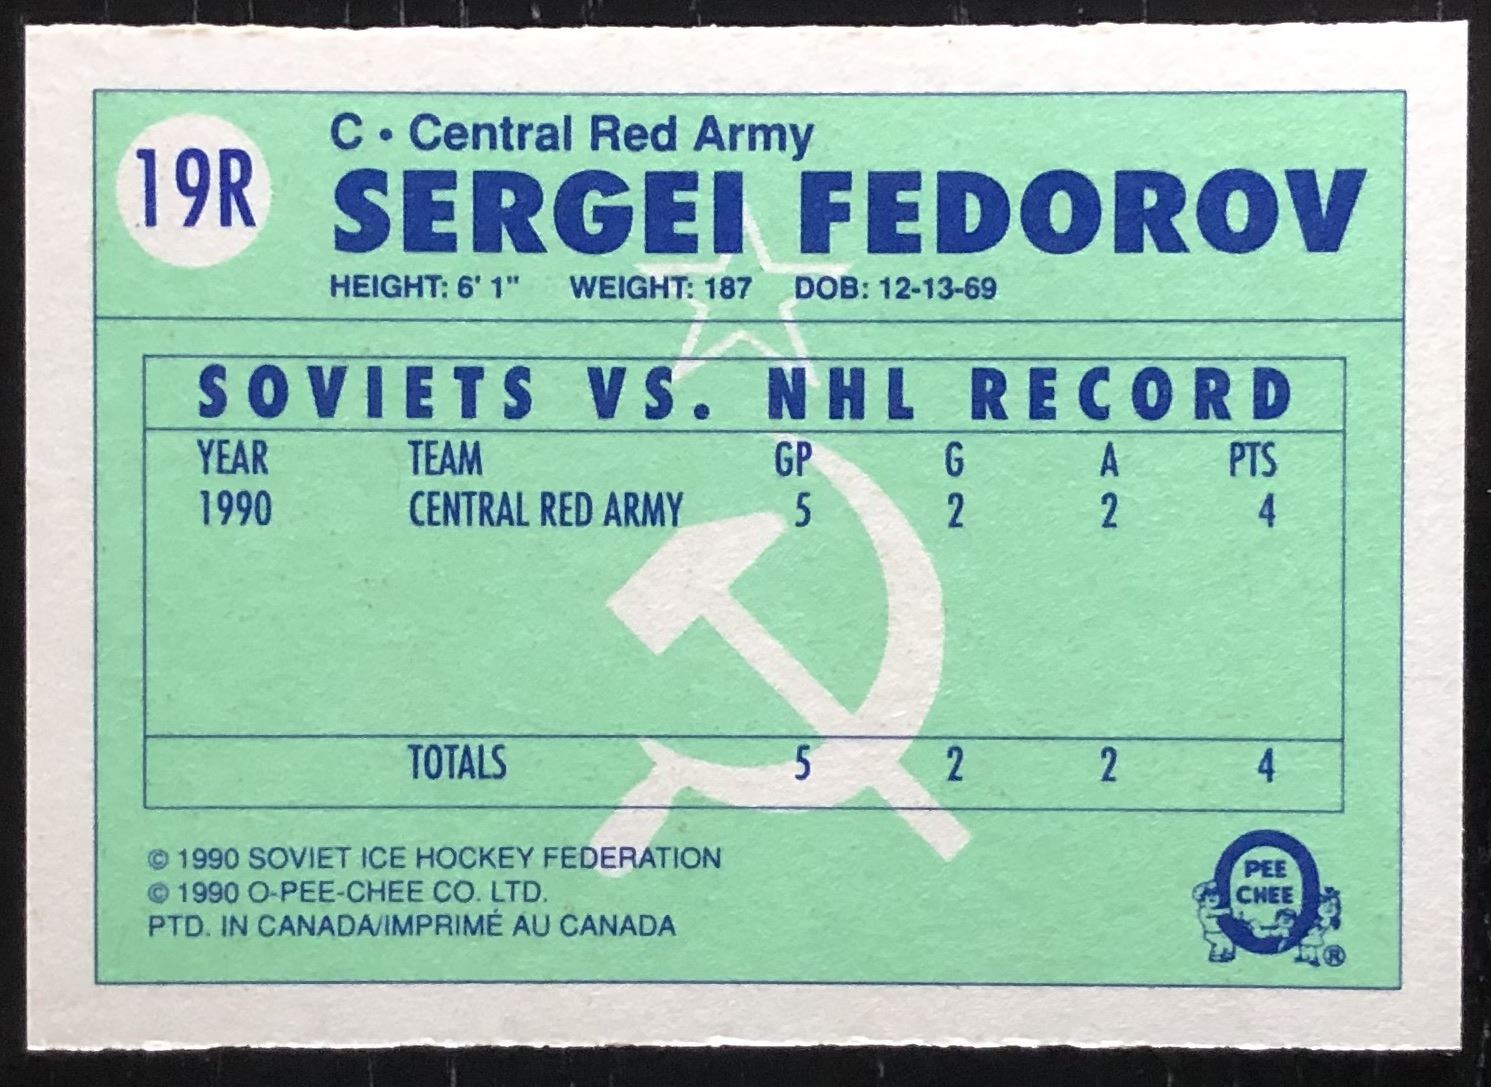 19R
C • Central Red Army
SERGEI FEDOROV
HEIGHT: 6' 1" WEIGHT: 187 DOB: 12-13-69
SOVIETS VS. NHL RECORD
YEAR TEAM GP G A PTS
1990 CENTRAL RED ARMY 5 2 2 4
TOTALS 5 2 2 4
© 1990 SOVIET ICE HOCKEY FEDERATION
© 1990 O-PEE-CHEE CO. LTD.
PTD. IN CANADA/IMPRIMÉ AU CANADA
O PEE
CHEE
®